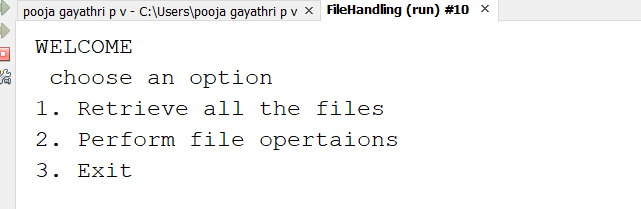 pooja gayathri p v - C:\Users\pooja gayathri p v × FileHandling (run) #10 ×
WELCOME
choose an option
1. Retrieve all the files
2. Perform file opertaions
3. Exit